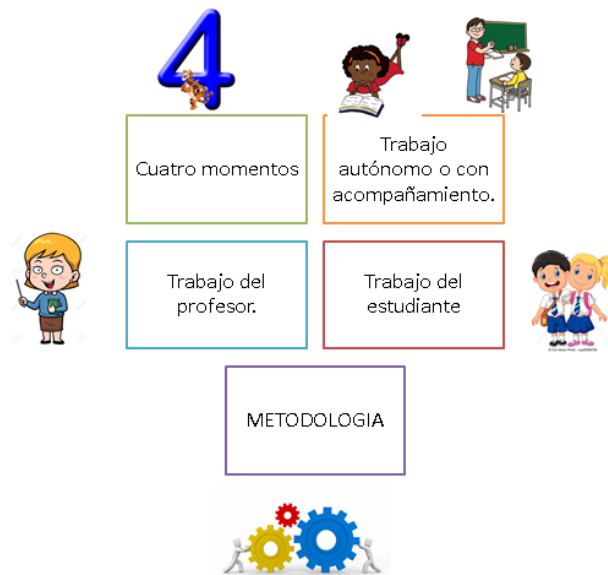 4
Cuatro momentos
Trabajo
autónomo o con
acompañamiento.
Trabajo del
profesor.
Trabajo del
estudiante
METODOLOGIA